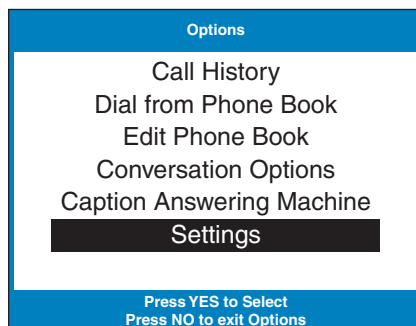 Options
Call History
Dial from Phone Book
Edit Phone Book
Conversation Options
Caption Answering Machine
Settings
Press YES to Select
Press NO to exit Options